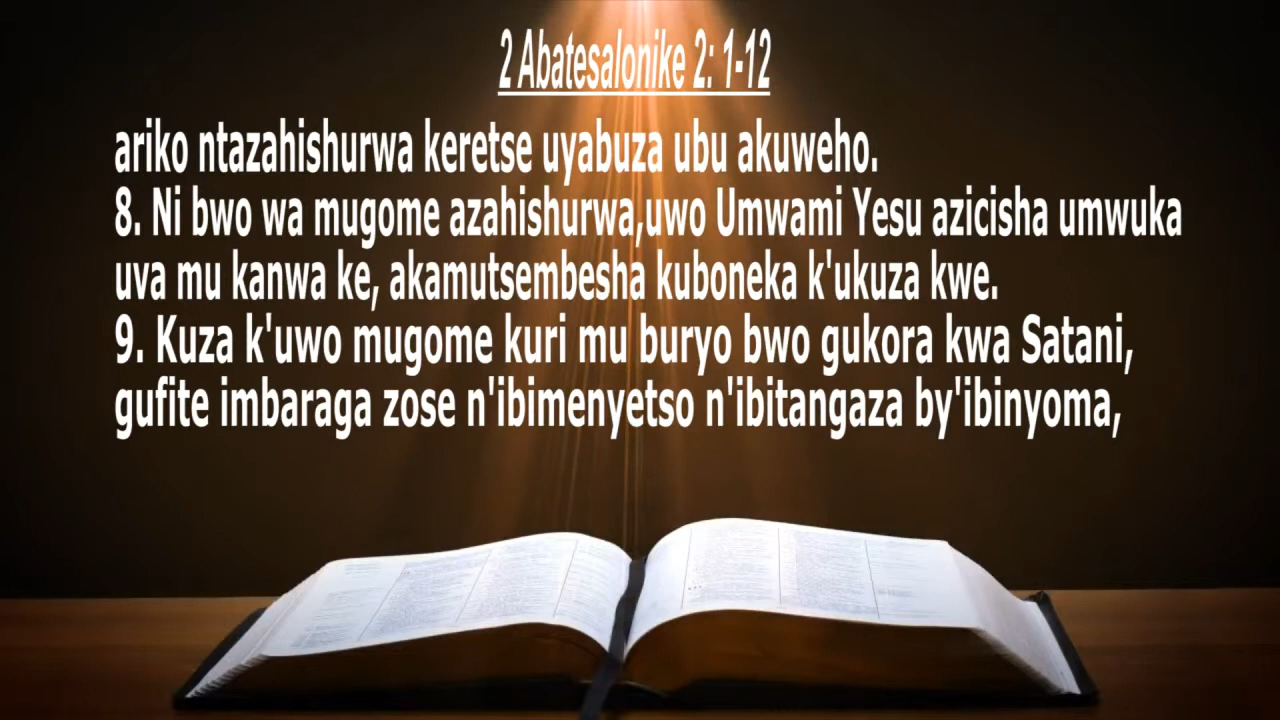 2 Abatesalonike 2: 1-12
ariko ntazahishurwa keretse uyabuza ubu akuweho.
8. Ni bwo wa mugome azahishurwa,uwo Umwami Yesu azicisha umwuka
uva mu kanwa ke, akamutsembesha kuboneka k'ukuza kwe.
9. Kuza k'uwo mugome kuri mu buryo bwo gukora kwa Satani,
gufite imbaraga zose n'ibimenyetso n'ibitangaza by'ibinyoma,